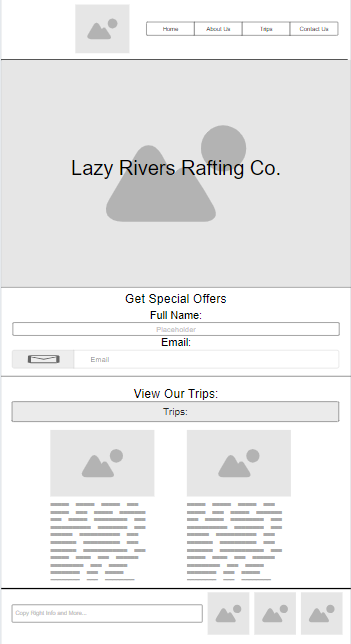 Home
About Us
Trips
Contact Us
Lazy Rivers Rafting Co.
Get Special Offers
Full Name:
Placeholder
Email:
Email
View Our Trips:
Trips:
Copy Right Info and More...